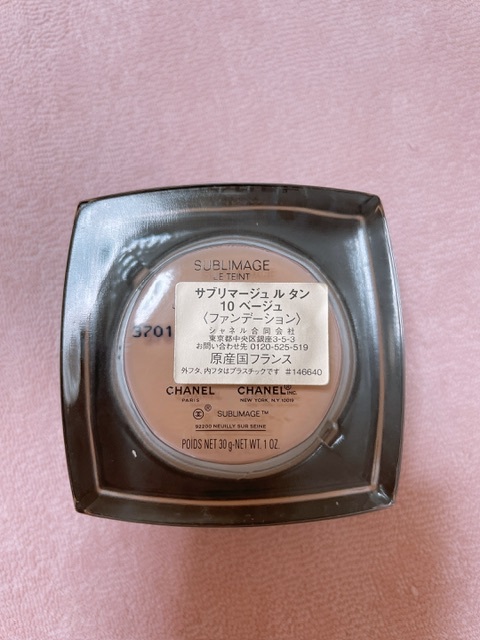 SUBLIMAGE
LE TEINT
サブリマージュ ル タン
10 ベージュ
〈ファンデーション〉
シャネル合同会社
東京都中央区銀座3-5-3
お問い合わせ先 0120-525-519
原産国フランス
外フタ、内フタはプラスチックです #146640
3701
CHANEL CHANEL INC.
PARIS NEW YORK, N.Y. 10019
SUBLIMAGE™
92200 NEUILLY SUR SEINE
POIDS NET 30 g-NET WT. 1 OZ.